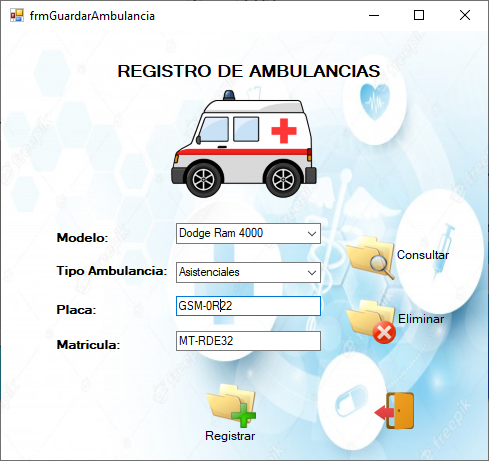 frmGuardarAmbulancia
REGISTRO DE AMBULANCIAS
Modelo:
Dodge Ram 4000
Tipo Ambulancia:
Asistenciales
Consultar
Placa:
GSM-0R22
Eliminar
Matricula:
MT-RDE32
Registrar
freepik